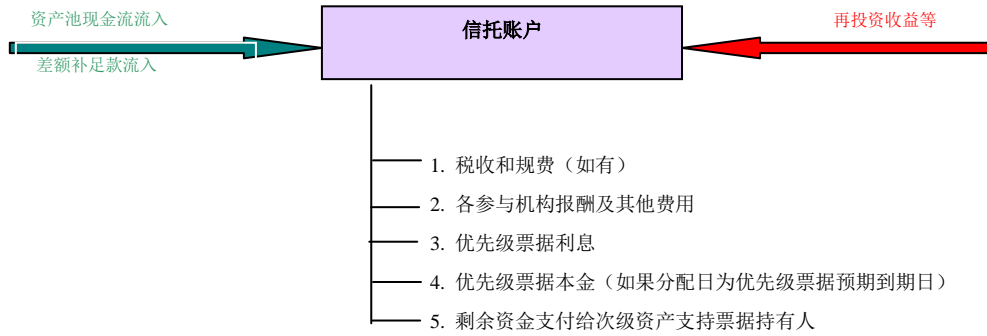 资产池现金流流入
差额补足款流入
信托账户
再投资收益等
1. 税收和规费（如有）
2. 各参与机构报酬及其他费用
3. 优先级票据利息
4. 优先级票据本金（如果分配日为优先级票据预期到期日）
5. 剩余资金支付给次级资产支持票据持有人